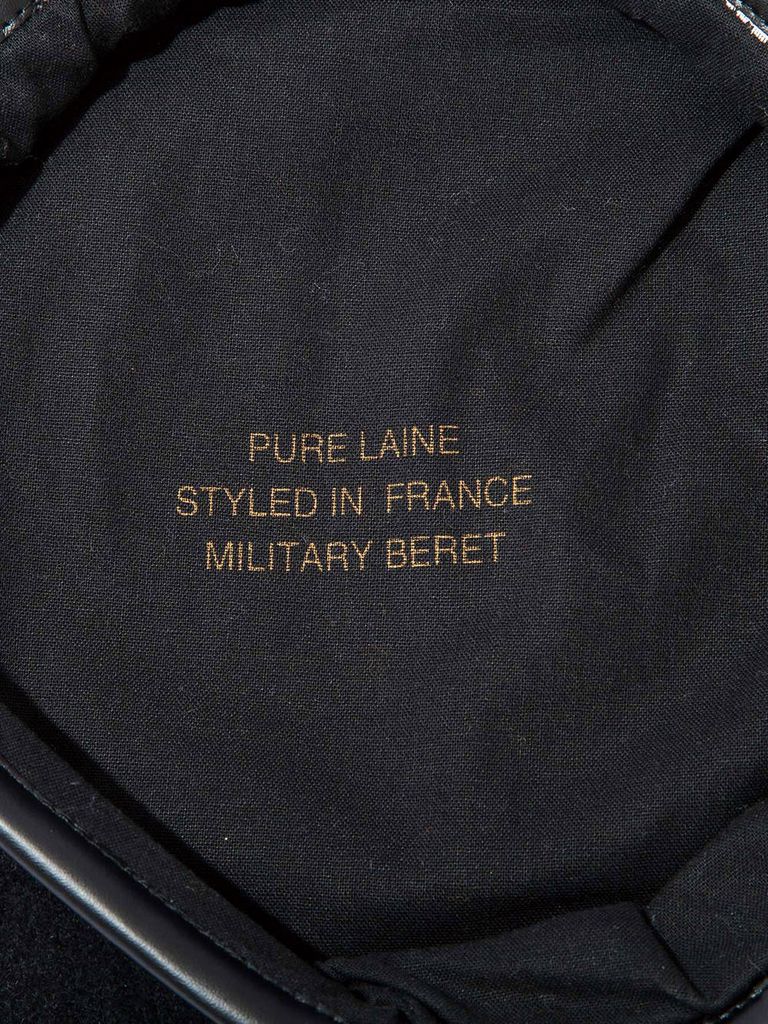 PURE LAINE
STYLED IN FRANCE
MILITARY BERET